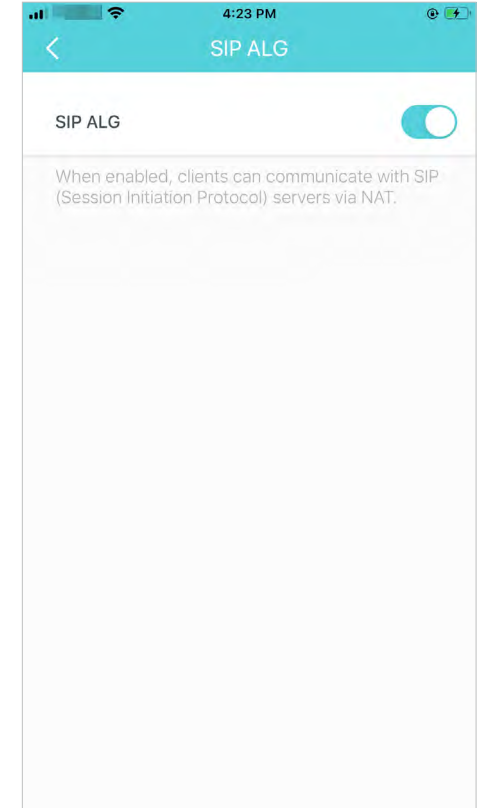 4:23 PM
SIP ALG
SIP ALG
When enabled, clients can communicate with SIP
(Session Initiation Protocol) servers via NAT.